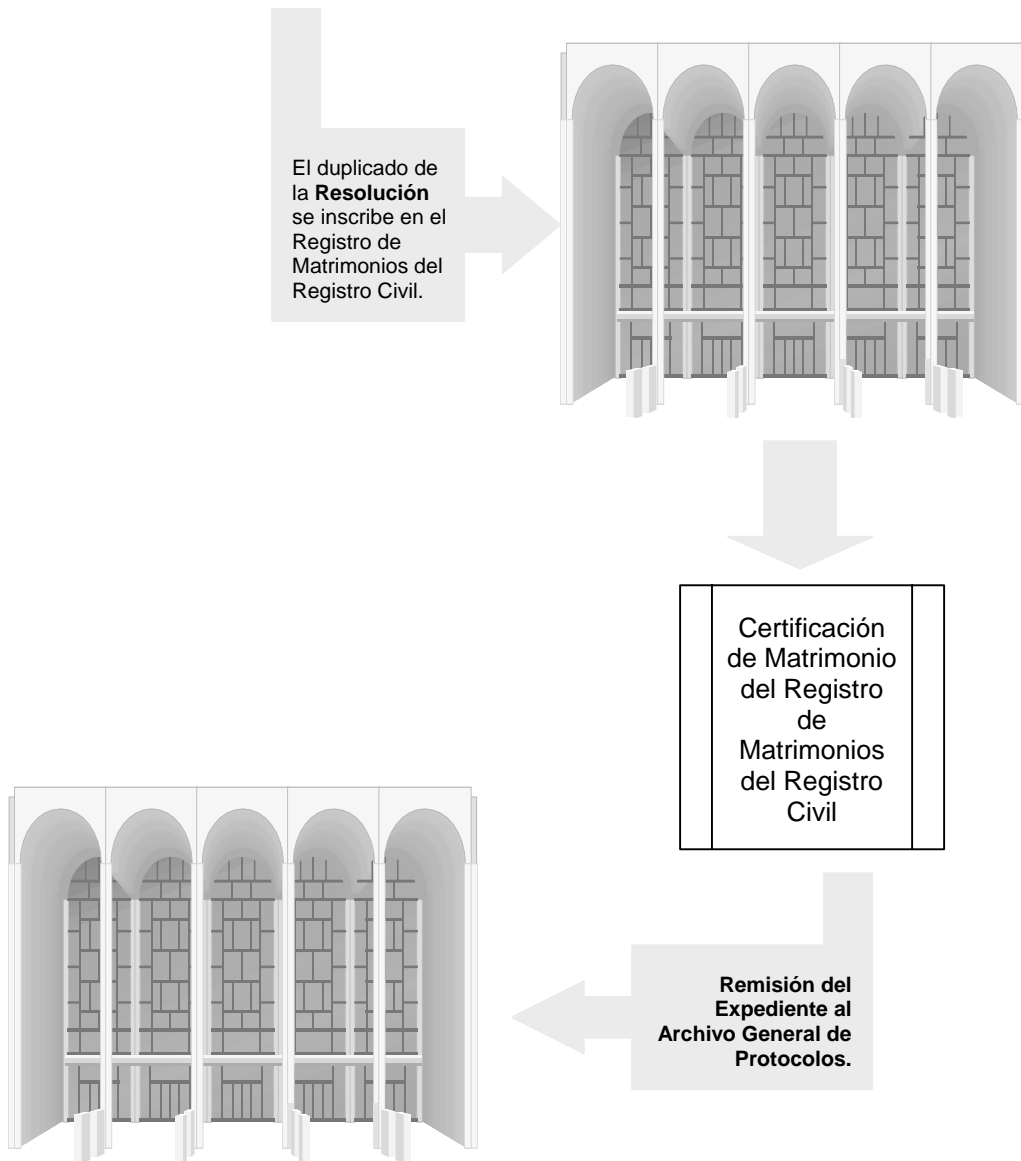 El duplicado de
la Resolución
se inscribe en el
Registro de
Matrimonios del
Registro Civil.
Certificación
de Matrimonio
del Registro
de
Matrimonios
del Registro
Civil
Remisión del
Expediente al
Archivo General de
Protocolos.